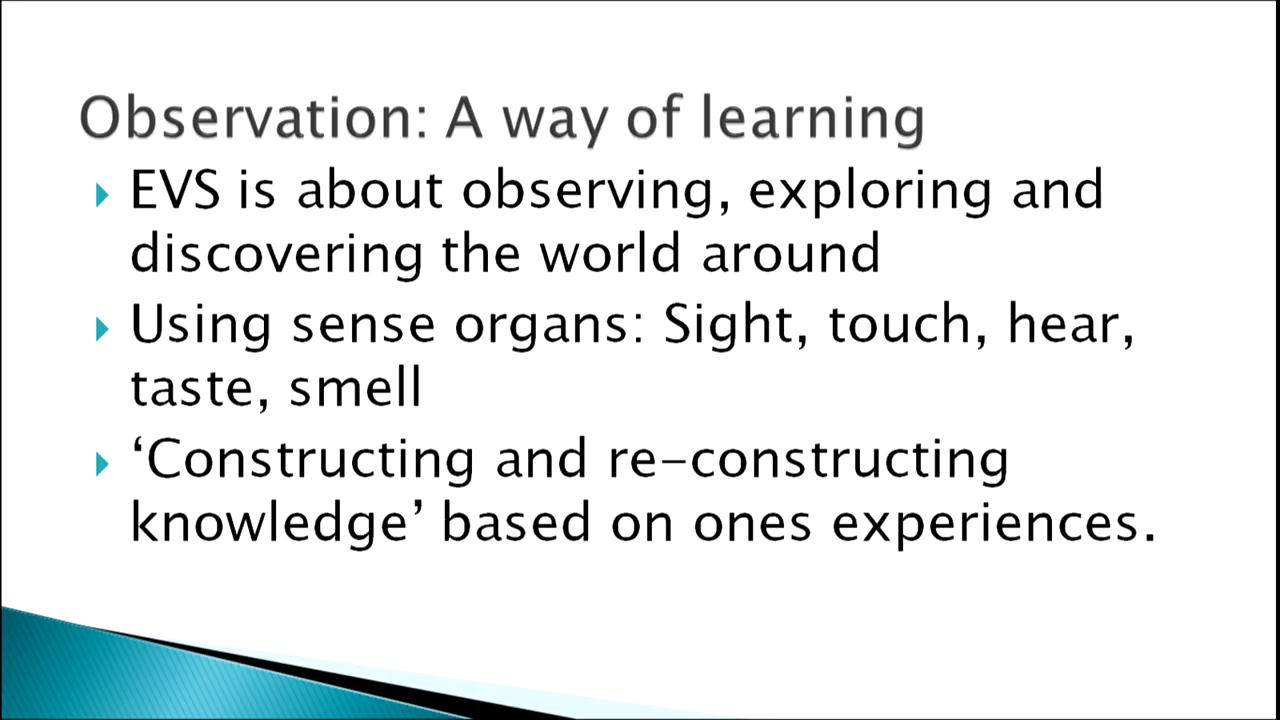 Observation: A way of learning
EVS is about observing, exploring and
discovering the world around
Using sense organs: Sight, touch, hear,
taste, smell
‘Constructing and re-constructing
knowledge’ based on ones experiences.